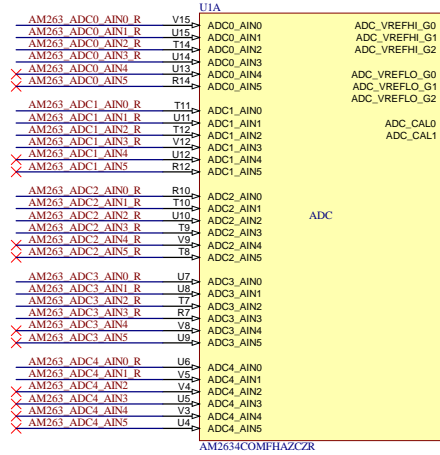 U1A
AM263_ADC0_AIN0_R V15 ADC0_AIN0 ADC_VREFHI_G0
AM263_ADC0_AIN1_R U15 ADC0_AIN1 ADC_VREFHI_G1
AM263_ADC0_AIN2_R T14 ADC0_AIN2 ADC_VREFHI_G2
AM263_ADC0_AIN3_R U14 ADC0_AIN3
AM263_ADC0_AIN4 U13 ADC0_AIN4 ADC_VREFLO_G0
AM263_ADC0_AIN5 R14 ADC0_AIN5 ADC_VREFLO_G1
ADC_VREFLO_G2
AM263_ADC1_AIN0_R T11 ADC1_AIN0
AM263_ADC1_AIN1_R U11 ADC1_AIN1 ADC_CAL0
AM263_ADC1_AIN2_R T12 ADC1_AIN2 ADC_CAL1
AM263_ADC1_AIN3_R V12 ADC1_AIN3
AM263_ADC1_AIN4 U12 ADC1_AIN4
AM263_ADC1_AIN5 R12 ADC1_AIN5
AM263_ADC2_AIN0_R R10 ADC2_AIN0
AM263_ADC2_AIN1_R T10 ADC2_AIN1
AM263_ADC2_AIN2_R U10 ADC2_AIN2 ADC
AM263_ADC2_AIN3_R T9 ADC2_AIN3
AM263_ADC2_AIN4_R V9 ADC2_AIN4
AM263_ADC2_AIN5_R T8 ADC2_AIN5
AM263_ADC3_AIN0_R U7 ADC3_AIN0
AM263_ADC3_AIN1_R U8 ADC3_AIN1
AM263_ADC3_AIN2_R T7 ADC3_AIN2
AM263_ADC3_AIN3_R R7 ADC3_AIN3
AM263_ADC3_AIN4 V8 ADC3_AIN4
AM263_ADC3_AIN5 U9 ADC3_AIN5
AM263_ADC4_AIN0_R U6 ADC4_AIN0
AM263_ADC4_AIN1_R V5 ADC4_AIN1
AM263_ADC4_AIN2 V4 ADC4_AIN2
AM263_ADC4_AIN3 U5 ADC4_AIN3
AM263_ADC4_AIN4 V3 ADC4_AIN4
AM263_ADC4_AIN5 U4 ADC4_AIN5
AM2634COMFHAZCZR